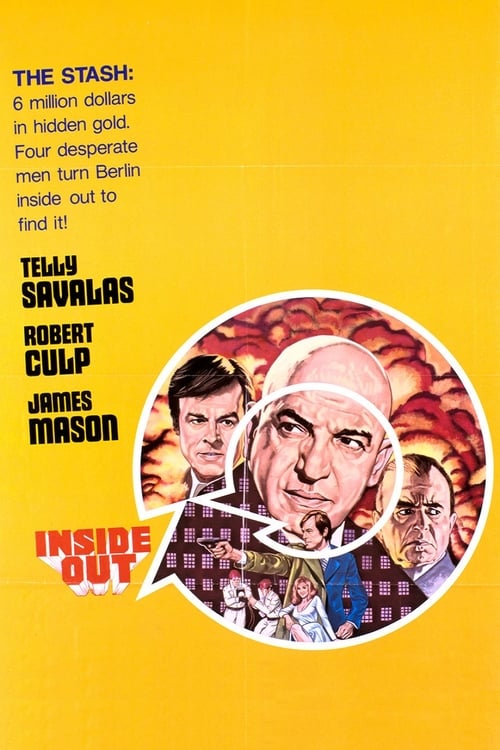 THE STASH:
6 million dollars
in hidden gold.
Four desperate
men turn Berlin
inside out to
find it!
TELLY
SAVALAS
ROBERT
CULP
JAMES
MASON
INSIDE
OUT